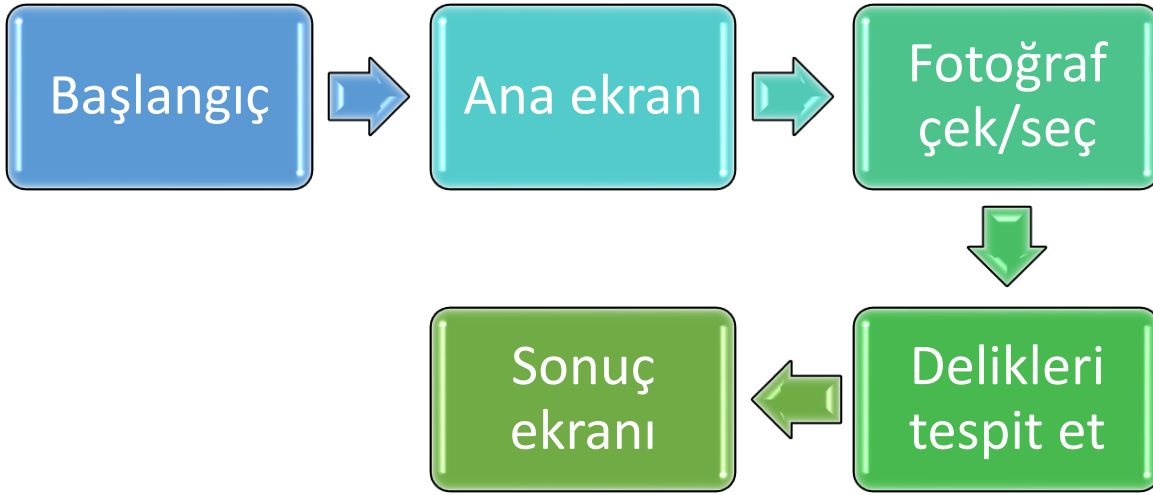 Başlangıç
Ana ekran
Fotoğraf
çek/seç
Delikleri
tespit et
Sonuç
ekranı